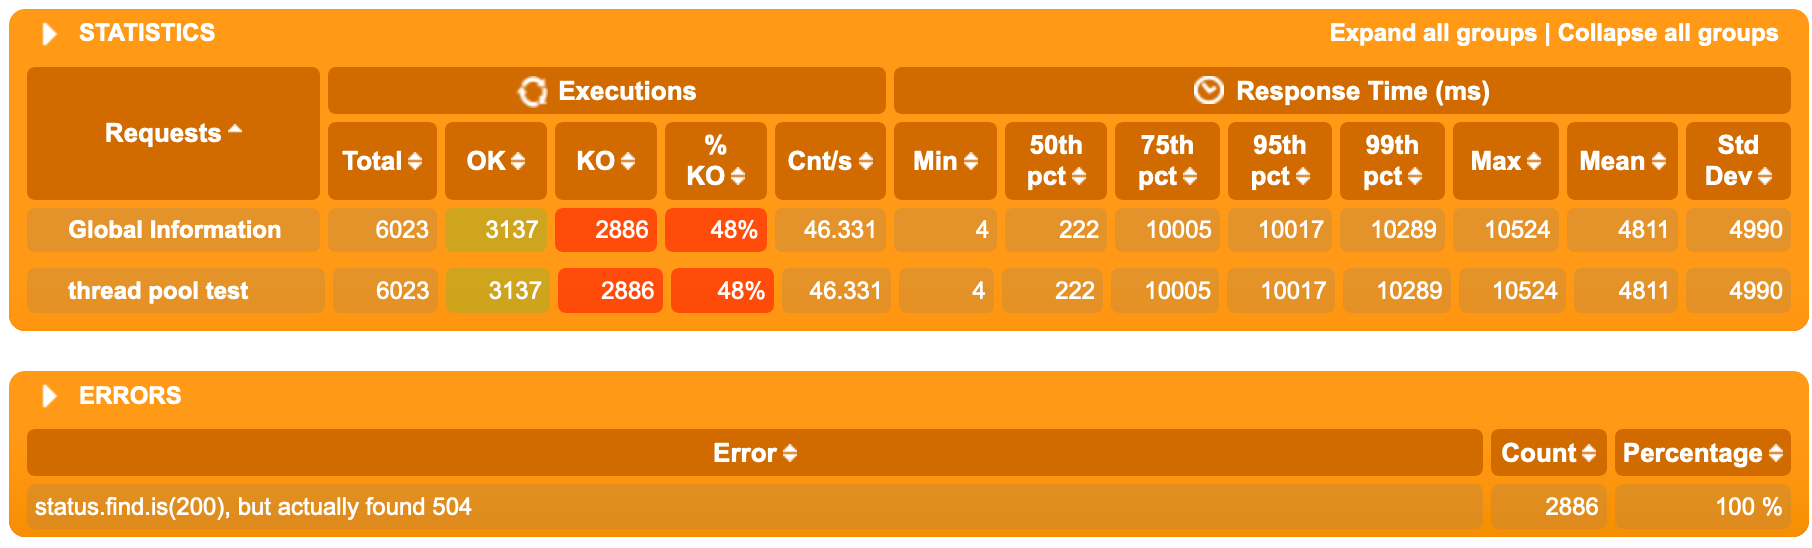 STATISTICS Expand all groups | Collapse all groups
Requests Executions Response Time (ms)
Total OK KO % KO Cnt/s Min 50th pct 75th pct 95th pct 99th pct Max Mean Std Dev
Global Information 6023 3137 2886 48% 46.331 4 222 10005 10017 10289 10524 4811 4990
thread pool test 6023 3137 2886 48% 46.331 4 222 10005 10017 10289 10524 4811 4990
ERRORS
Error Count Percentage
status.find.is(200), but actually found 504 2886 100 %